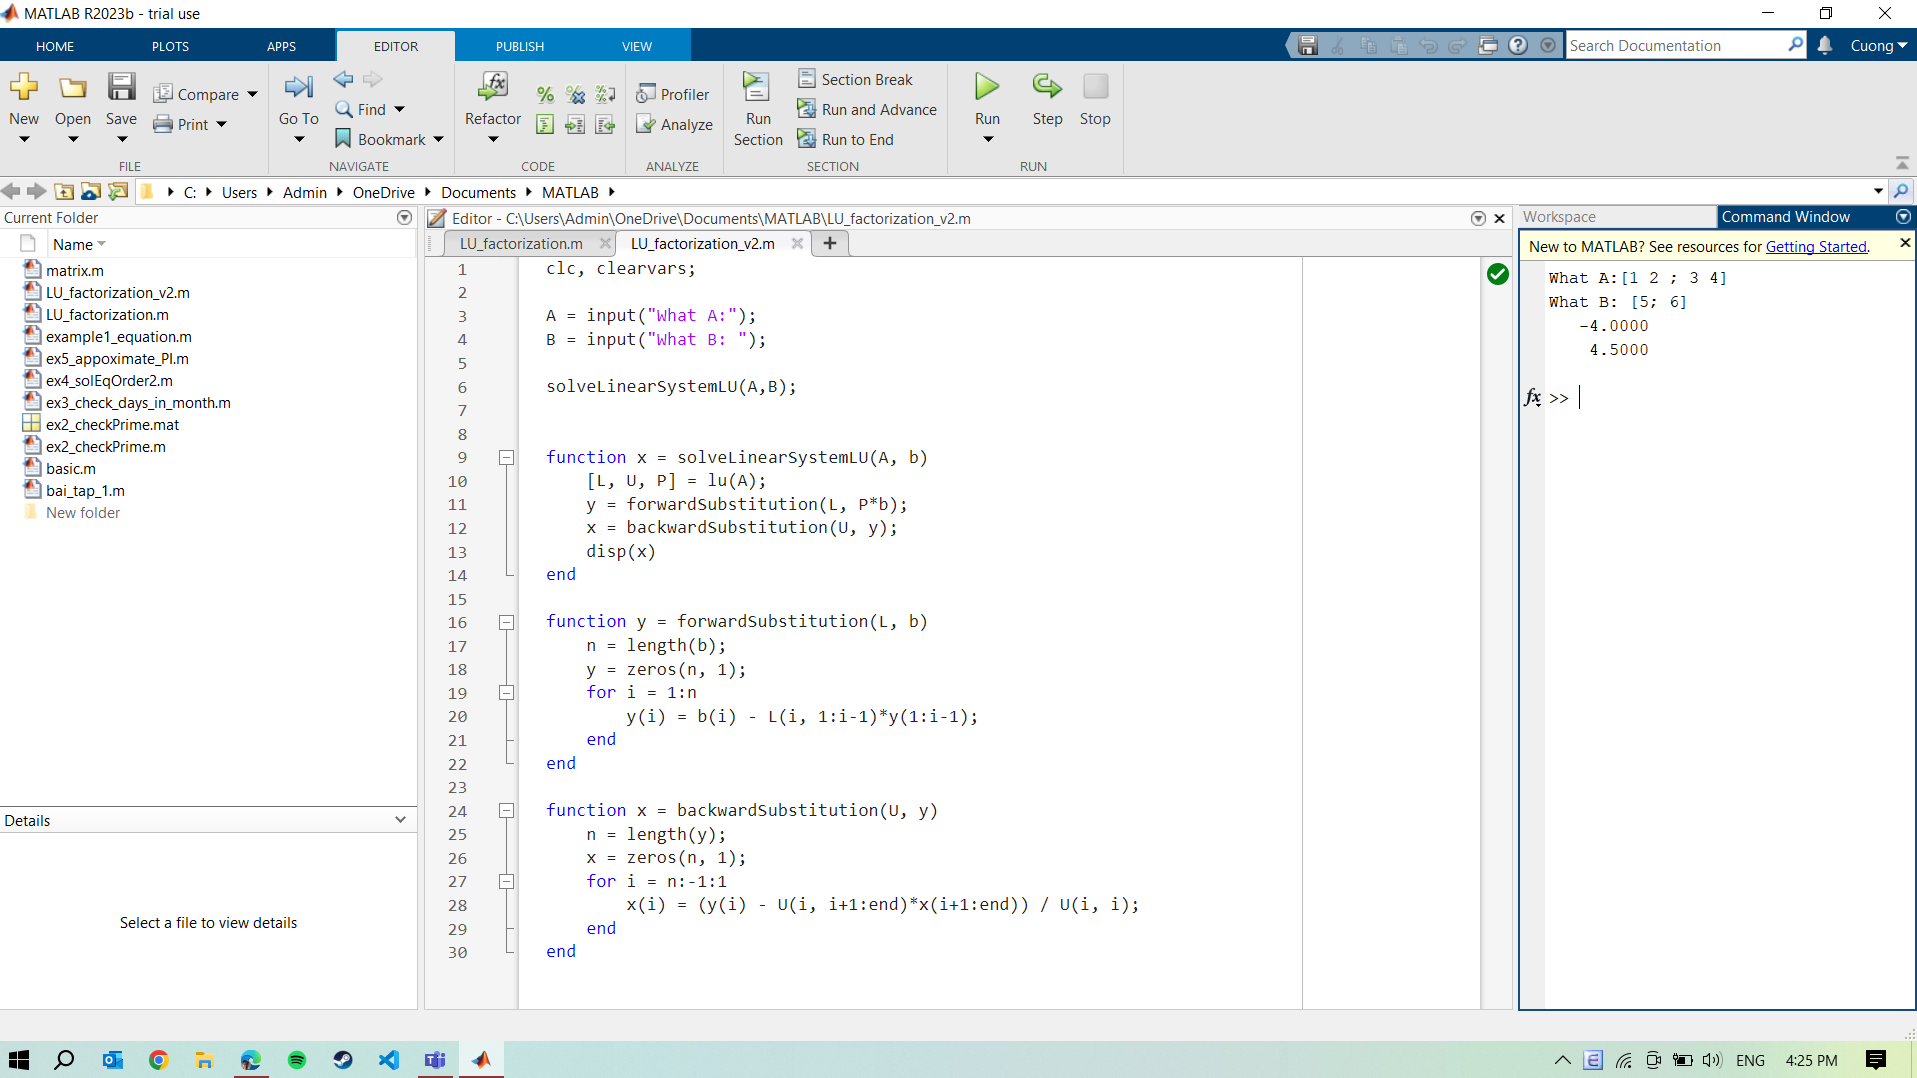 MATLAB R2023b - trial use
HOME PLOTS APPS EDITOR PUBLISH VIEW
Search Documentation
Cuong
New
Open
Save
Compare
Print
FILE
Go To
Find
Bookmark
NAVIGATE
Refactor
CODE
Profiler
Analyze
ANALYZE
Run Section
Section Break
Run and Advance
Run to End
SECTION
Run
Step
Stop
RUN
C: Users Admin OneDrive Documents MATLAB
Current Folder
Name
matrix.m
LU_factorization_v2.m
LU_factorization.m
example1_equation.m
ex5_appoximate_PI.m
ex4_solEqOrder2.m
ex3_check_days_in_month.m
ex2_checkPrime.mat
ex2_checkPrime.m
basic.m
bai_tap_1.m
New folder
Details
Select a file to view details
Editor - C:\Users\Admin\OneDrive\Documents\MATLAB\LU_factorization_v2.m
LU_factorization.m LU_factorization_v2.m
1 clc, clearvars;
2
3 A = input("What A:");
4 B = input("What B: ");
5
6 solveLinearSystemLU(A,B);
7
8
9 function x = solveLinearSystemLU(A, b)
10 [L, U, P] = lu(A);
11 y = forwardSubstitution(L, P*b);
12 x = backwardSubstitution(U, y);
13 disp(x)
14 end
15
16 function y = forwardSubstitution(L, b)
17 n = length(b);
18 y = zeros(n, 1);
19 for i = 1:n
20 y(i) = b(i) - L(i, 1:i-1)*y(1:i-1);
21 end
22 end
23
24 function x = backwardSubstitution(U, y)
25 n = length(y);
26 x = zeros(n, 1);
27 for i = n:-1:1
28 x(i) = (y(i) - U(i, i+1:end)*x(i+1:end)) / U(i, i);
29 end
30 end
Workspace
Command Window
New to MATLAB? See resources for Getting Started.
What A:[1 2 ; 3 4]
What B: [5; 6]
-4.0000
4.5000
fx >>
ENG
4:25 PM